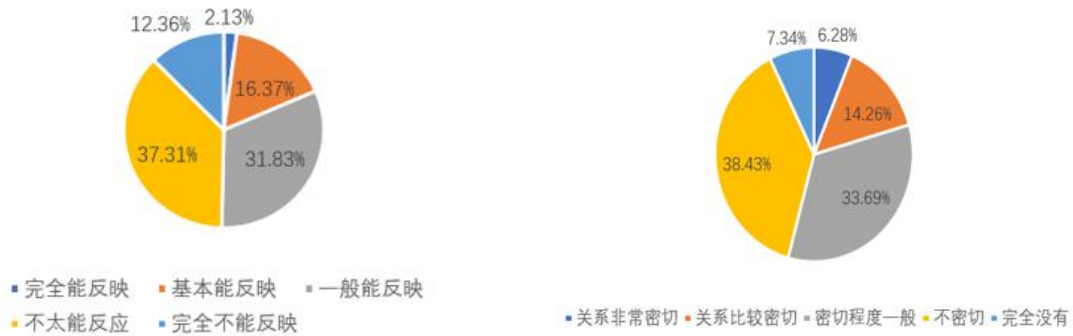 12.36% 2.13%
16.37%
37.31% 31.83%
完全能反映 基本能反映 一般能反映
不太能反应 完全不能反映
7.34% 6.28%
14.26%
38.43%
33.69%
关系非常密切 关系比较密切 密切程度一般 不密切 完全没有